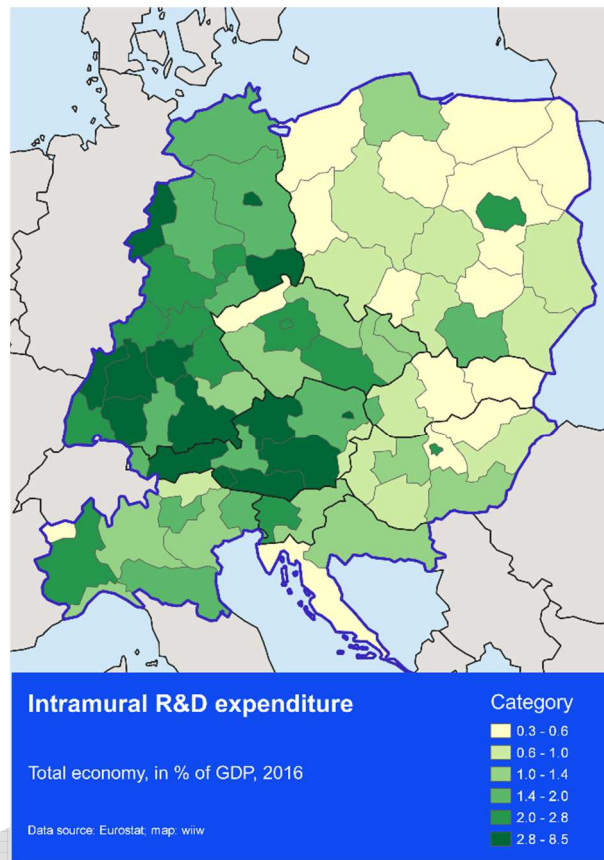 Intramural R&D expenditure
Total economy, in % of GDP, 2016
Data source: Eurostat; map: wiiw
Category
0.3 - 0.6
0.6 - 1.0
1.0 - 1.4
1.4 - 2.0
2.0 - 2.8
2.8 - 8.5